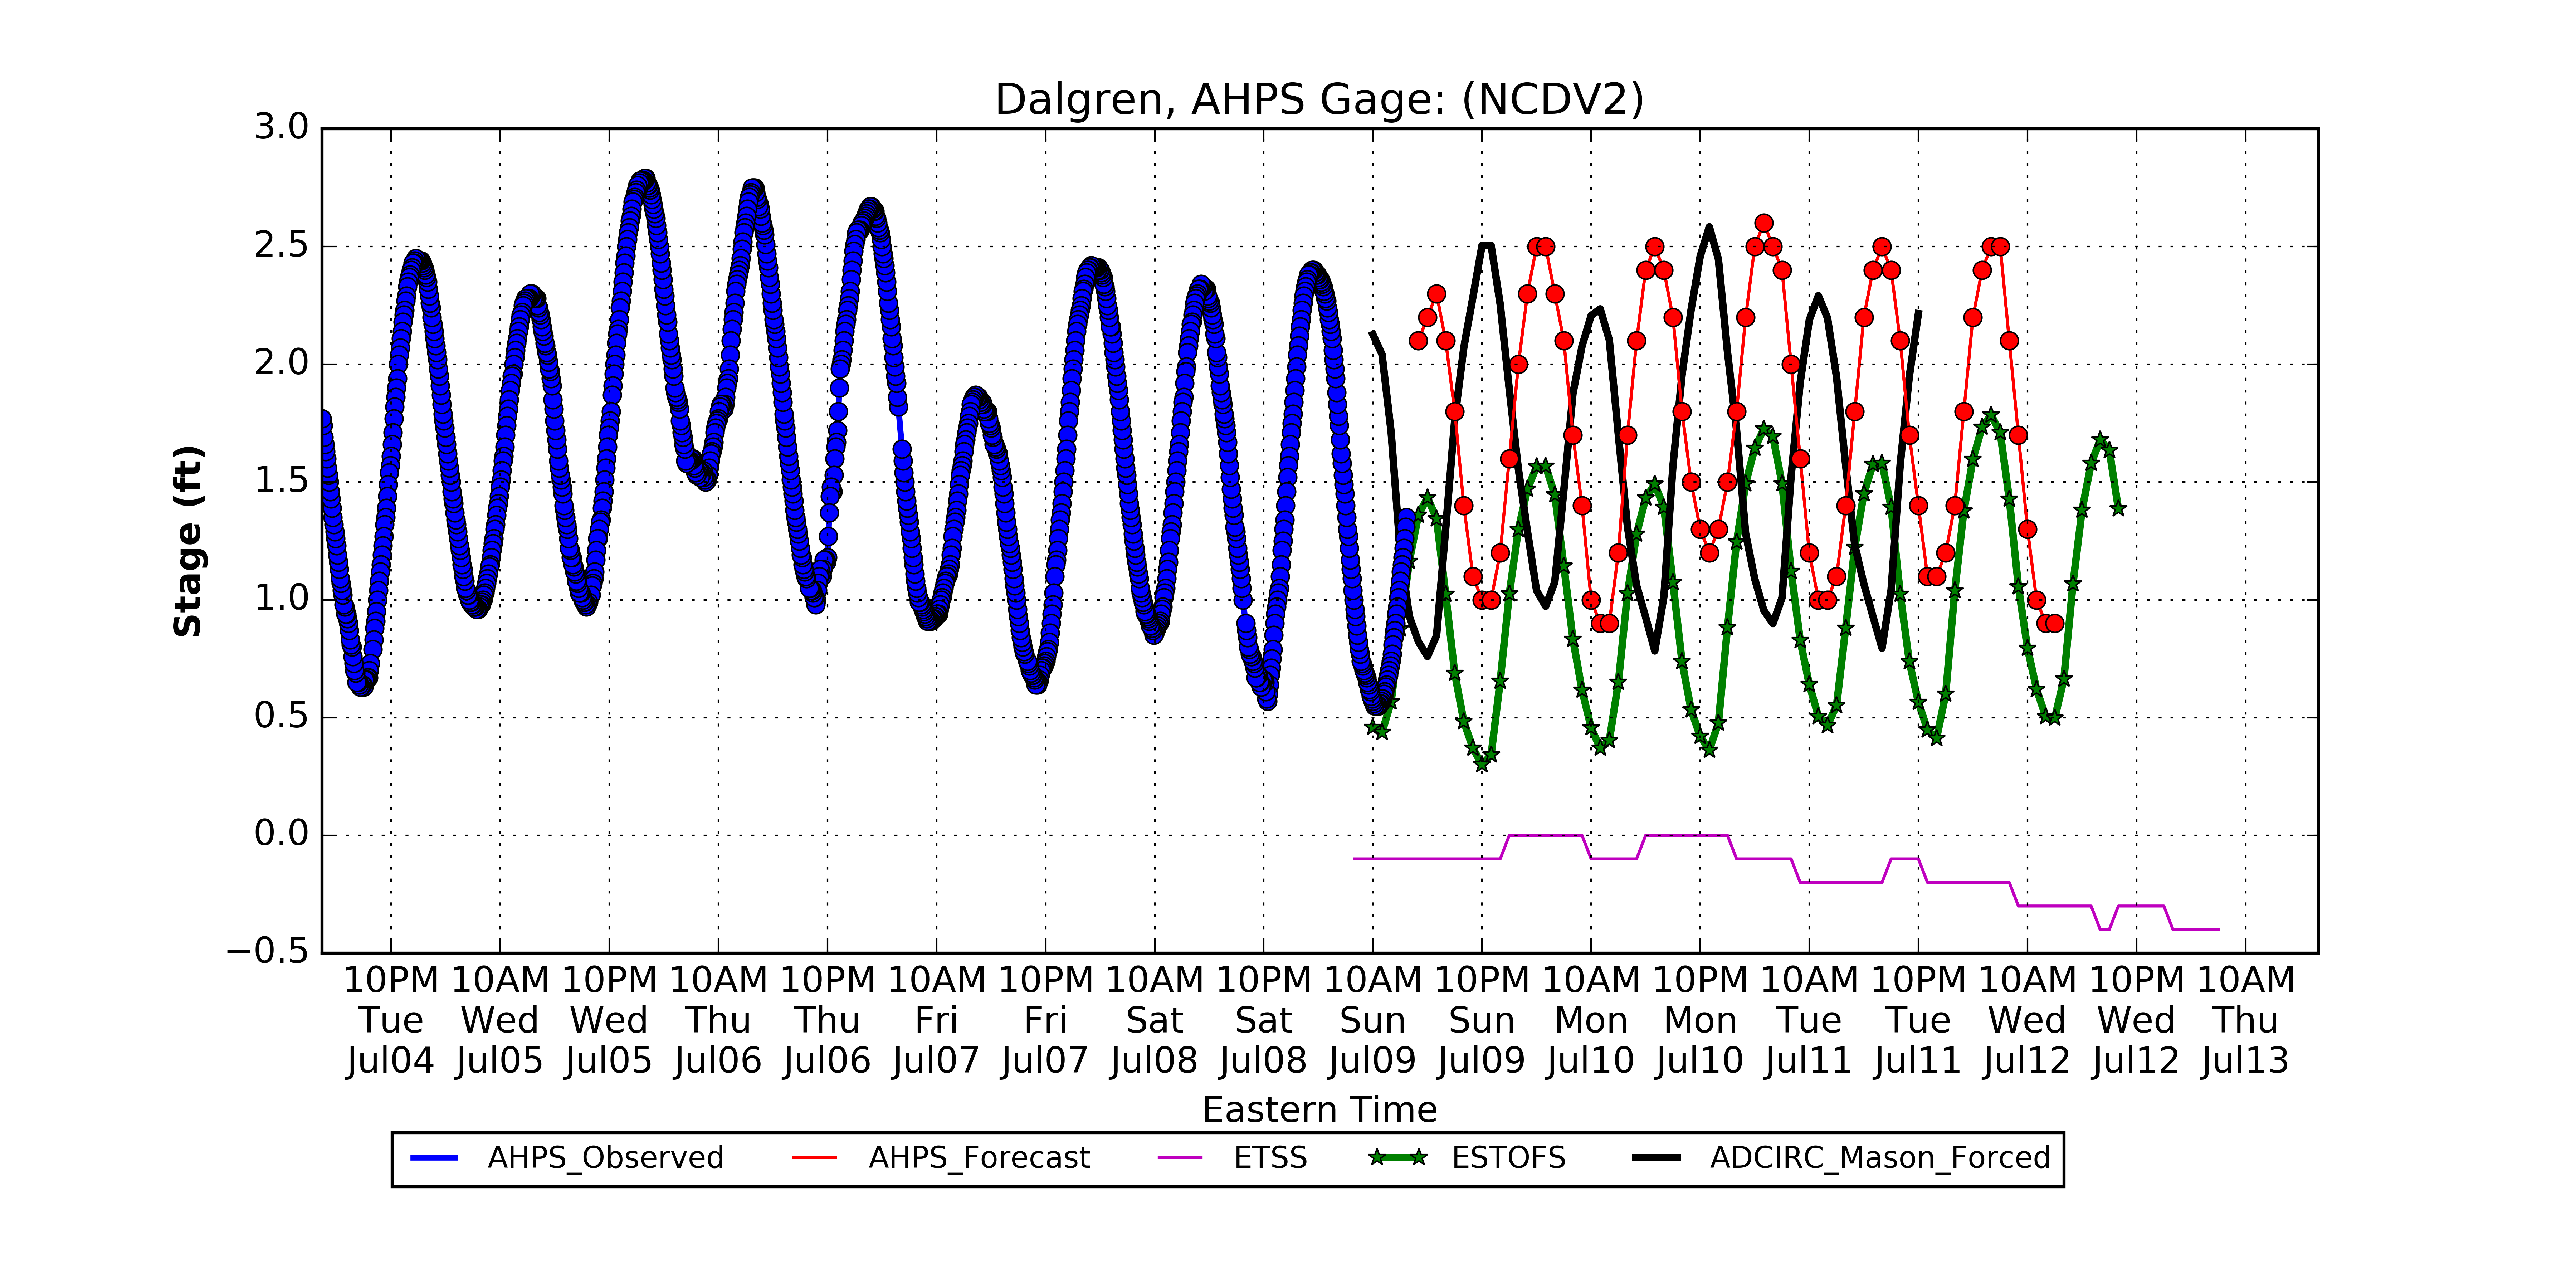 Dalgren, AHPS Gage: (NCDV2)
3.0
2.5
2.0
1.5
1.0
0.5
0.0
−0.5
Stage (ft)
10PM 10AM 10PM 10AM 10PM 10AM 10PM 10AM 10PM 10AM 10PM 10AM 10PM 10AM 10PM 10AM 10PM 10AM
Tue Wed Wed Thu Thu Fri Fri Sat Sat Sun Sun Mon Mon Tue Tue Wed Wed Thu
Jul04 Jul05 Jul05 Jul06 Jul06 Jul07 Jul07 Jul08 Jul08 Jul09 Jul09 Jul10 Jul10 Jul11 Jul11 Jul12 Jul12 Jul13
Eastern Time
AHPS_Observed AHPS_Forecast ETSS ESTOFS ADCIRC_Mason_Forced